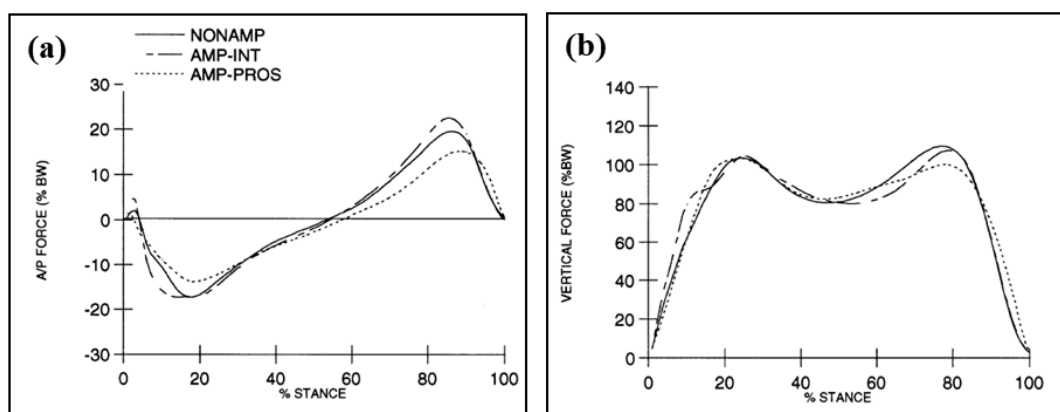 (a)
NONAMP
AMP-INT
AMP-PROS
A/P FORCE (% BW)
30
20
10
0
-10
-20
-30
0 20 40 60 80 100
% STANCE
(b)
VERTICAL FORCE (%BW)
140
120
100
80
60
40
20
0
0 20 40 60 80 100
% STANCE